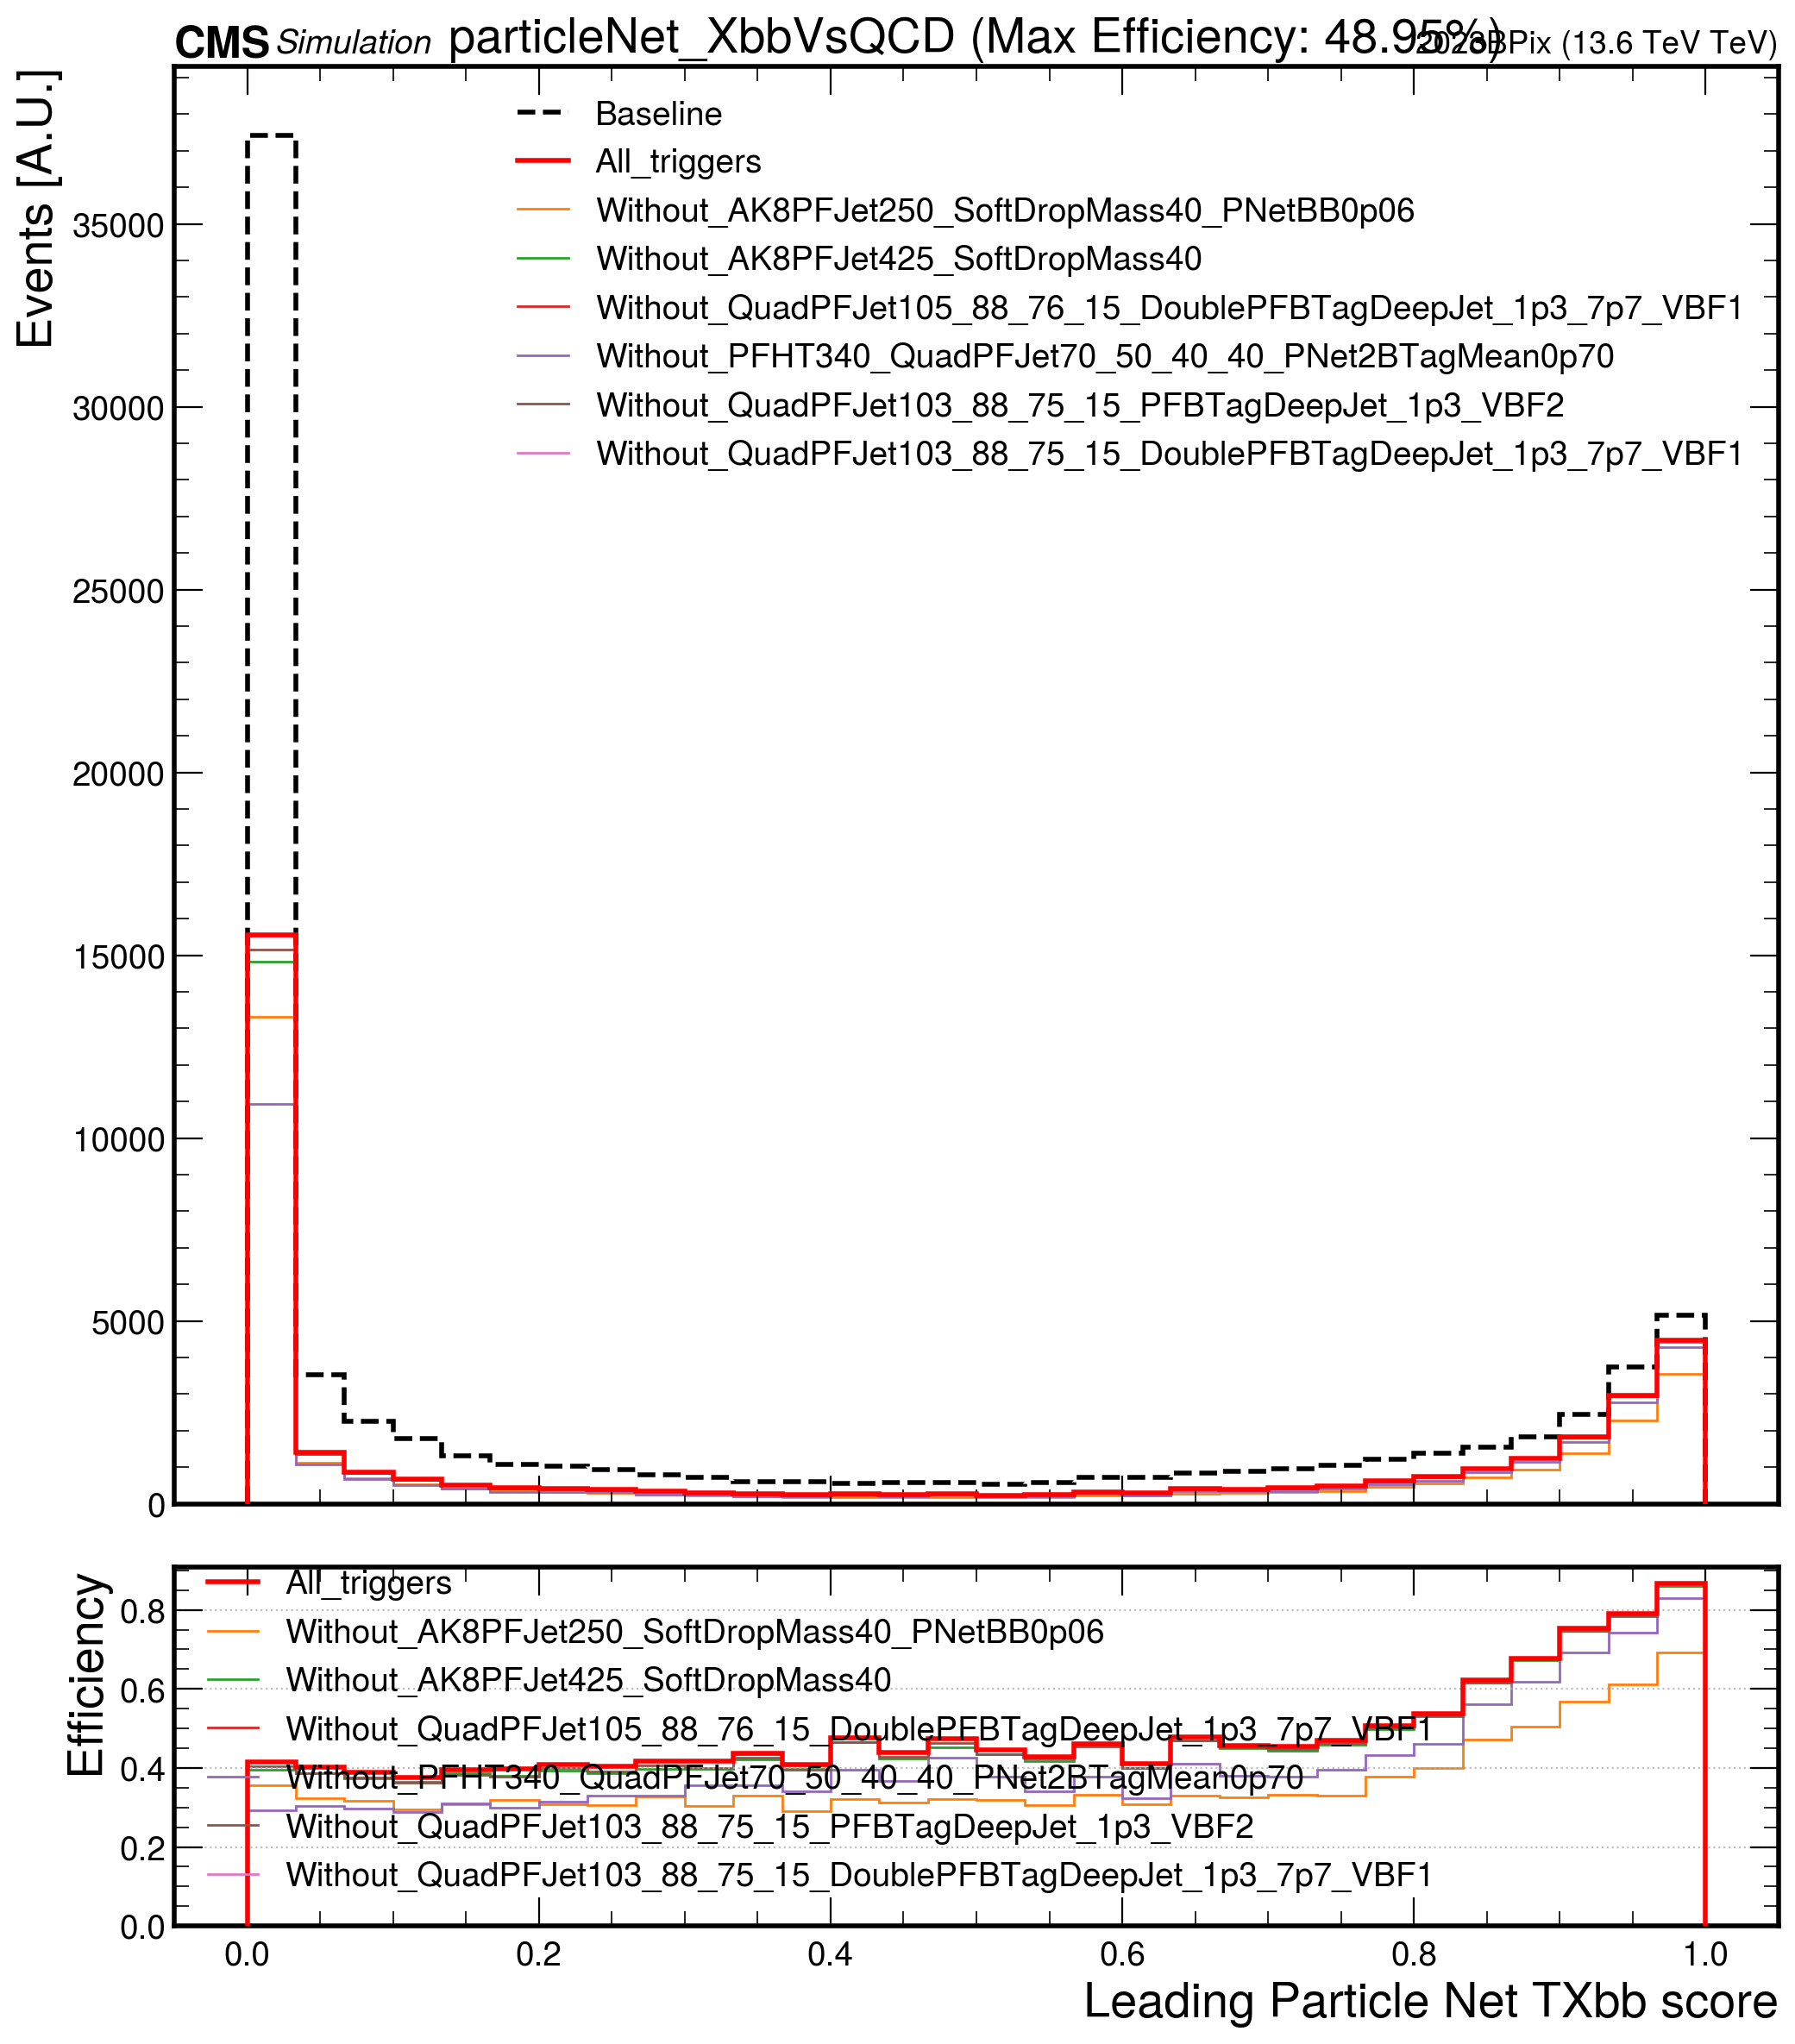 CMS Simulation particleNet_XbbVsQCD (Max Efficiency: 48.95%) 2023BPix (13.6 TeV TeV)
Events [A.U.]
Baseline
All_triggers
Without_AK8PFJet250_SoftDropMass40_PNetBB0p06
Without_AK8PFJet425_SoftDropMass40
Without_QuadPFJet105_88_76_15_DoublePFBTagDeepJet_1p3_7p7_VBF1
Without_PFHT340_QuadPFJet70_50_40_40_PNet2BTagMean0p70
Without_QuadPFJet103_88_75_15_PFBTagDeepJet_1p3_VBF2
Without_QuadPFJet103_88_75_15_DoublePFBTagDeepJet_1p3_7p7_VBF1
35000
30000
25000
20000
15000
10000
5000
0
Efficiency
All_triggers
Without_AK8PFJet250_SoftDropMass40_PNetBB0p06
Without_AK8PFJet425_SoftDropMass40
Without_QuadPFJet105_88_76_15_DoublePFBTagDeepJet_1p3_7p7_VBF1
Without_PFHT340_QuadPFJet70_50_40_40_PNet2BTagMean0p70
Without_QuadPFJet103_88_75_15_PFBTagDeepJet_1p3_VBF2
Without_QuadPFJet103_88_75_15_DoublePFBTagDeepJet_1p3_7p7_VBF1
0.8
0.6
0.4
0.2
0.0
0.0 0.2 0.4 0.6 0.8 1.0
Leading Particle Net TXbb score